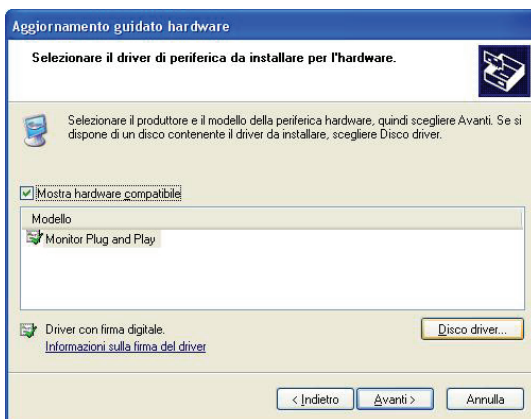 Aggiornamento guidato hardware
Selezionare il driver di periferica da installare per l'hardware.
Selezionare il produttore e il modello della periferica hardware, quindi scegliere Avanti. Se si
dispone di un disco contenente il driver da installare, scegliere Disco driver.
Mostra hardware compatibile
Modello
Monitor Plug and Play
Driver con firma digitale.
Disco driver...
Informazioni sulla firma del driver
< Indietro
Avanti >
Annulla